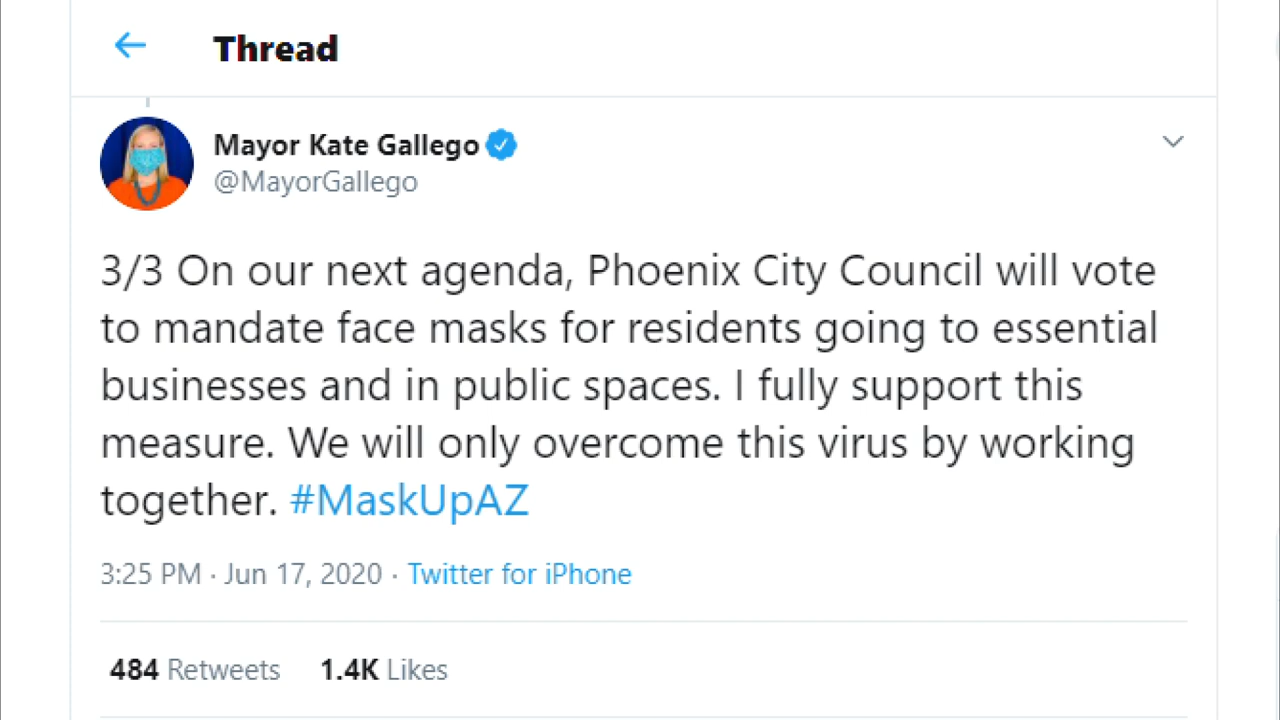 Thread
Mayor Kate Gallego
@MayorGallego
3/3 On our next agenda, Phoenix City Council will vote
to mandate face masks for residents going to essential
businesses and in public spaces. I fully support this
measure. We will only overcome this virus by working
together. #MaskUpAZ
3:25 PM · Jun 17, 2020 · Twitter for iPhone
484 Retweets 1.4K Likes